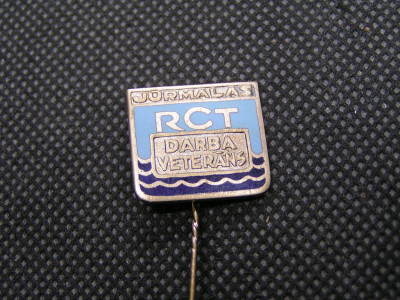 JŪRMALAS
RCT
DARBA
VETERĀNS